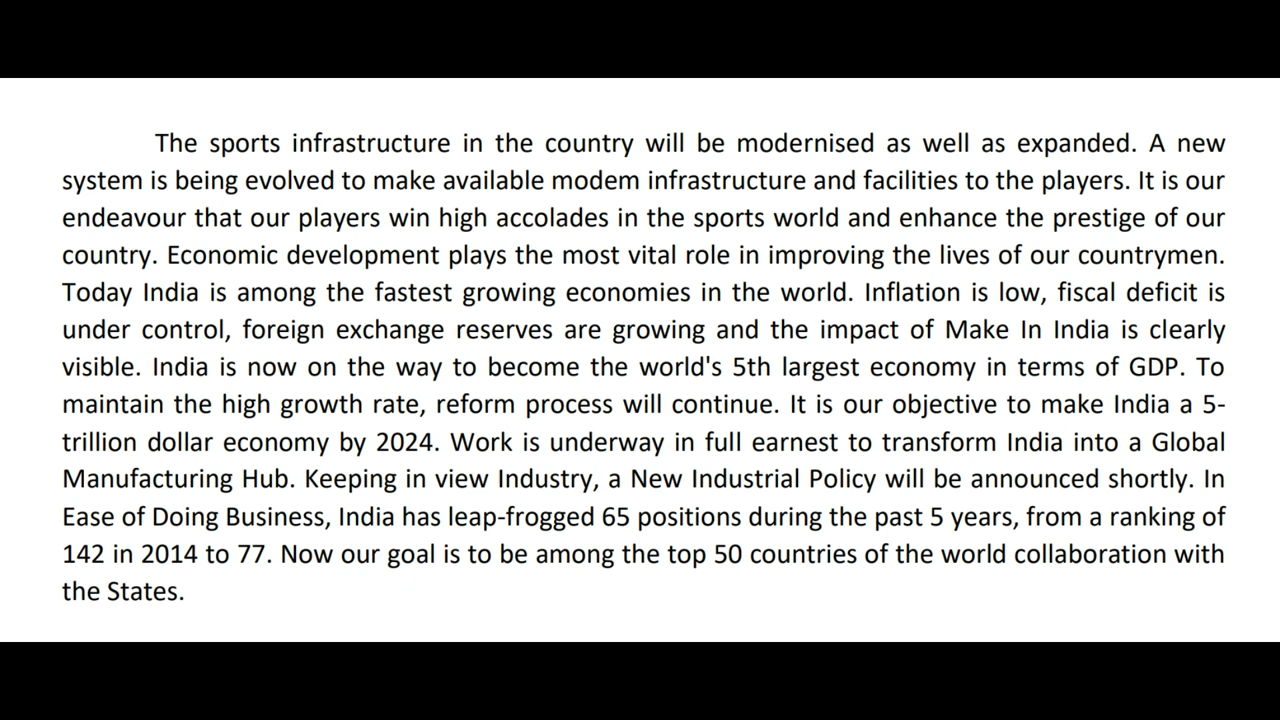 The sports infrastructure in the country will be modernised as well as expanded. A new
system is being evolved to make available modem infrastructure and facilities to the players. It is our
endeavour that our players win high accolades in the sports world and enhance the prestige of our
country. Economic development plays the most vital role in improving the lives of our countrymen.
Today India is among the fastest growing economies in the world. Inflation is low, fiscal deficit is
under control, foreign exchange reserves are growing and the impact of Make In India is clearly
visible. India is now on the way to become the world's 5th largest economy in terms of GDP. To
maintain the high growth rate, reform process will continue. It is our objective to make India a 5-
trillion dollar economy by 2024. Work is underway in full earnest to transform India into a Global
Manufacturing Hub. Keeping in view Industry, a New Industrial Policy will be announced shortly. In
Ease of Doing Business, India has leap-frogged 65 positions during the past 5 years, from a ranking of
142 in 2014 to 77. Now our goal is to be among the top 50 countries of the world collaboration with
the States.